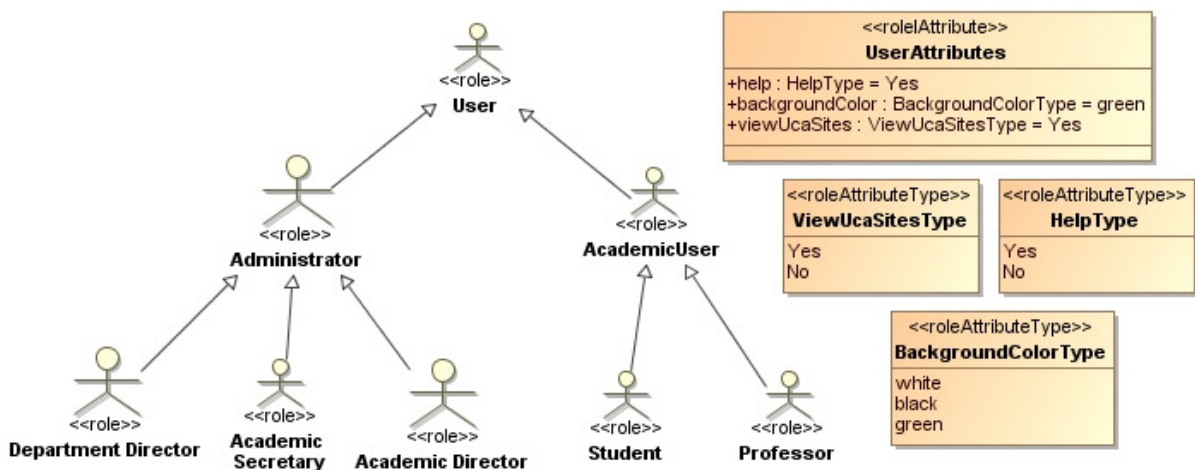 <<role>>
User
<<role>>
Administrator
<<role>>
AcademicUser
<<role>>
Department Director
<<role>>
Academic
Secretary
<<role>>
Academic Director
<<role>>
Student
<<role>>
Professor
<<rolelAttribute>>
UserAttributes
+help : HelpType = Yes
+backgroundColor : BackgroundColorType = green
+viewUcaSites : ViewUcaSitesType = Yes
<<roleAttributeType>>
ViewUcaSitesType
Yes
No
<<roleAttributeType>>
HelpType
Yes
No
<<roleAttributeType>>
BackgroundColorType
white
black
green